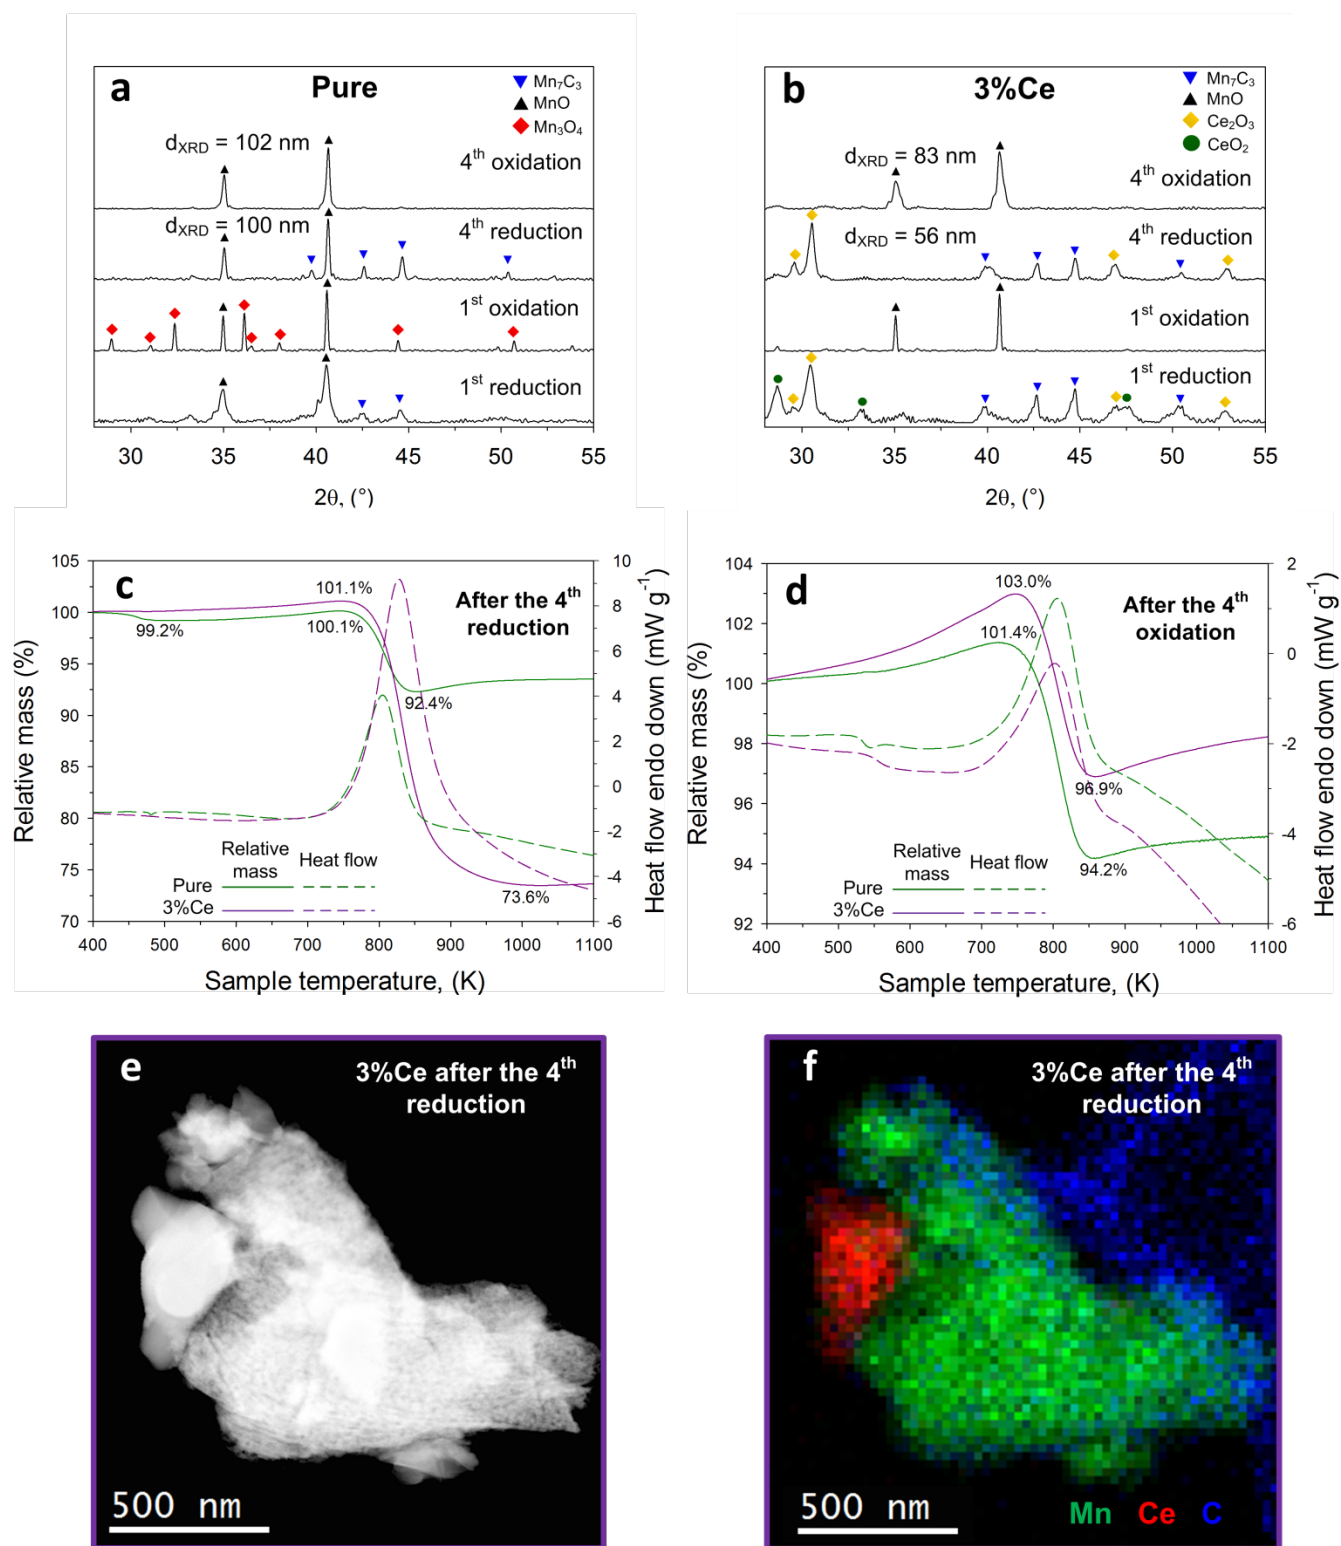 a
Pure
Mn₇C₃
MnO
Mn₃O₄
d_XRD = 102 nm
4th oxidation
d_XRD = 100 nm
4th reduction
1st oxidation
1st reduction
30 35 40 45 50 55
2θ, (°)
b
3%Ce
Mn₇C₃
MnO
Ce₂O₃
CeO₂
d_XRD = 83 nm
4th oxidation
d_XRD = 56 nm
4th reduction
1st oxidation
1st reduction
30 35 40 45 50 55
2θ, (°)
c
After the 4th
reduction
Relative mass (%)
105
100
95
90
85
80
75
70
101.1%
99.2%
100.1%
92.4%
73.6%
Relative
mass
Heat flow
Pure
3%Ce
10
8
6
4
2
0
-2
-4
-6
Heat flow endo down (mW g⁻¹)
400 500 600 700 800 900 1000 1100
Sample temperature, (K)
d
After the 4th
oxidation
Relative mass (%)
104
102
100
98
96
94
92
103.0%
101.4%
96.9%
94.2%
Relative
mass
Heat flow
Pure
3%Ce
2
0
-2
-4
-6
Heat flow endo down (mW g⁻¹)
400 500 600 700 800 900 1000 1100
Sample temperature, (K)
e
3%Ce after the 4th
reduction
500 nm
f
3%Ce after the 4th
reduction
500 nm
Mn Ce C